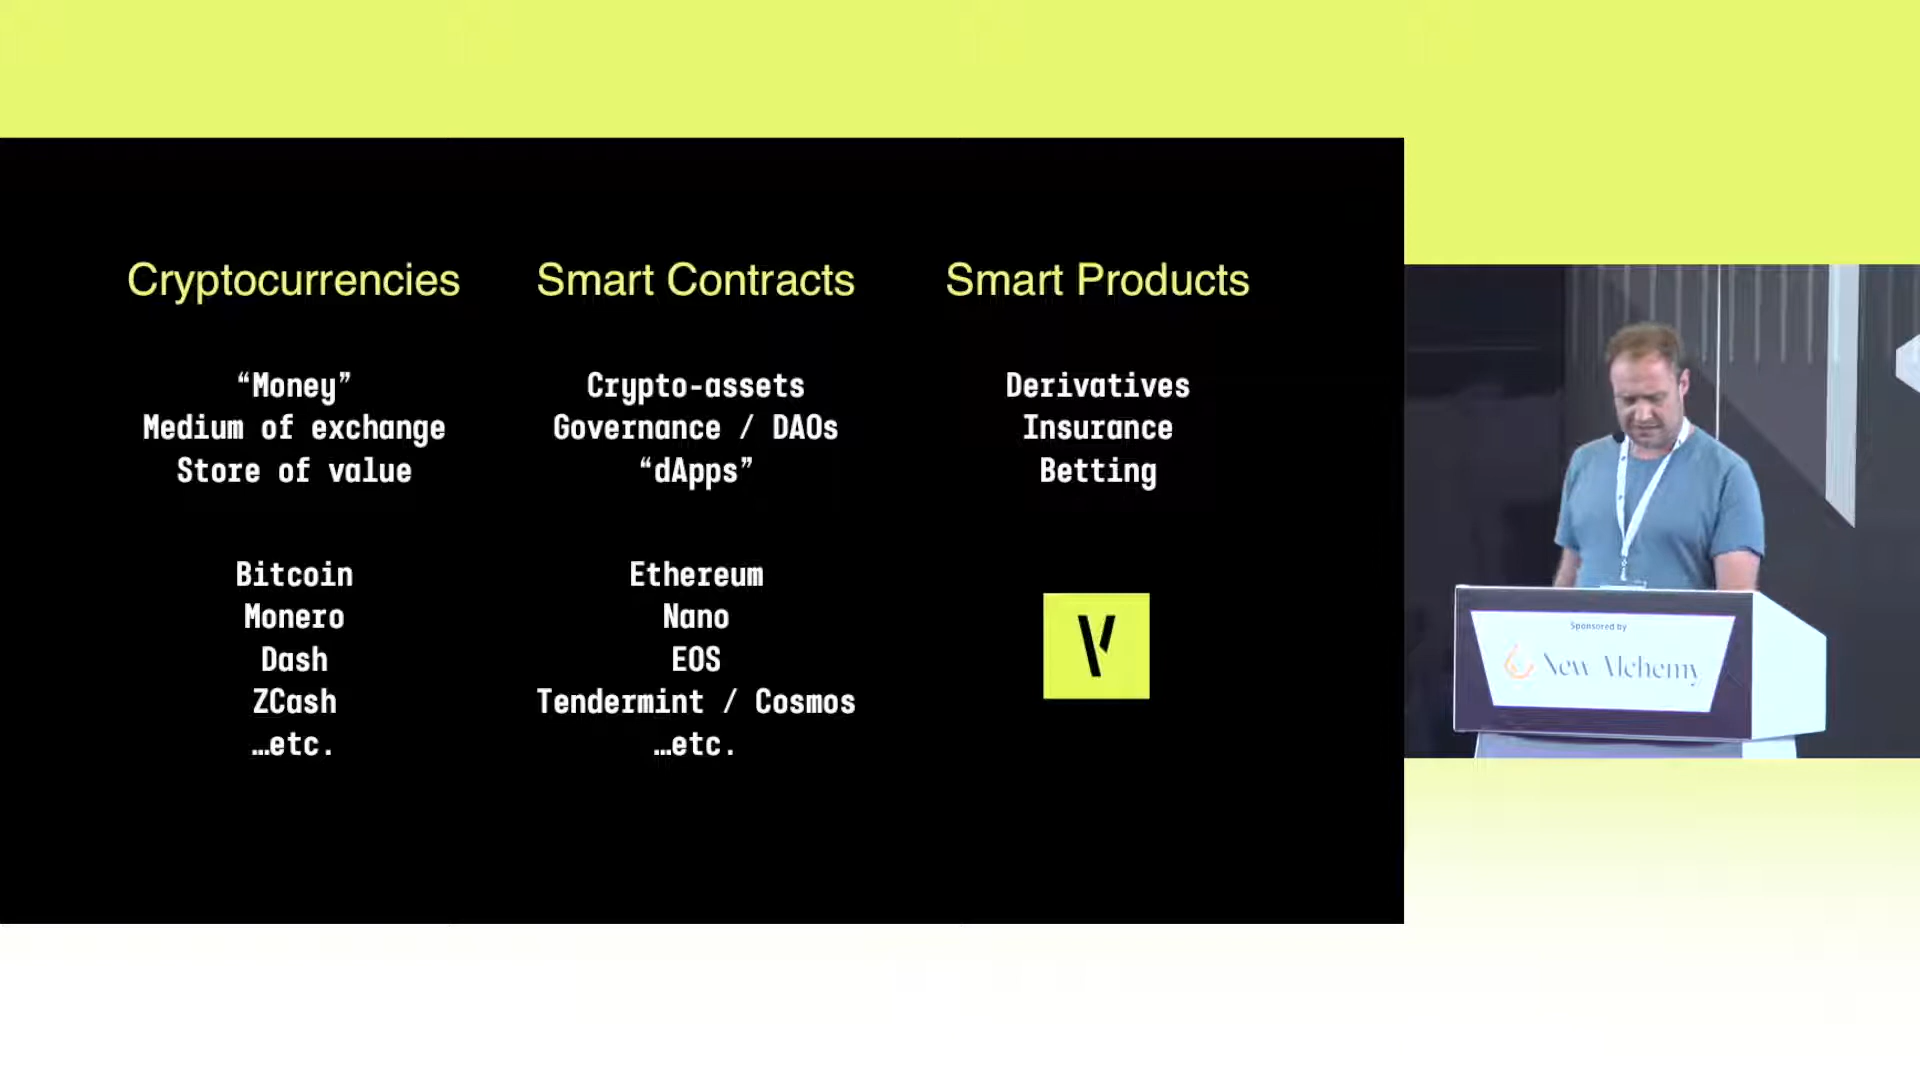 Cryptocurrencies
“Money”
Medium of exchange
Store of value
Bitcoin
Monero
Dash
ZCash
…etc.
Smart Contracts
Crypto-assets
Governance / DAOs
“dApps”
Ethereum
Nano
EOS
Tendermint / Cosmos
…etc.
Smart Products
Derivatives
Insurance
Betting
Sponsored by
New Alchemy